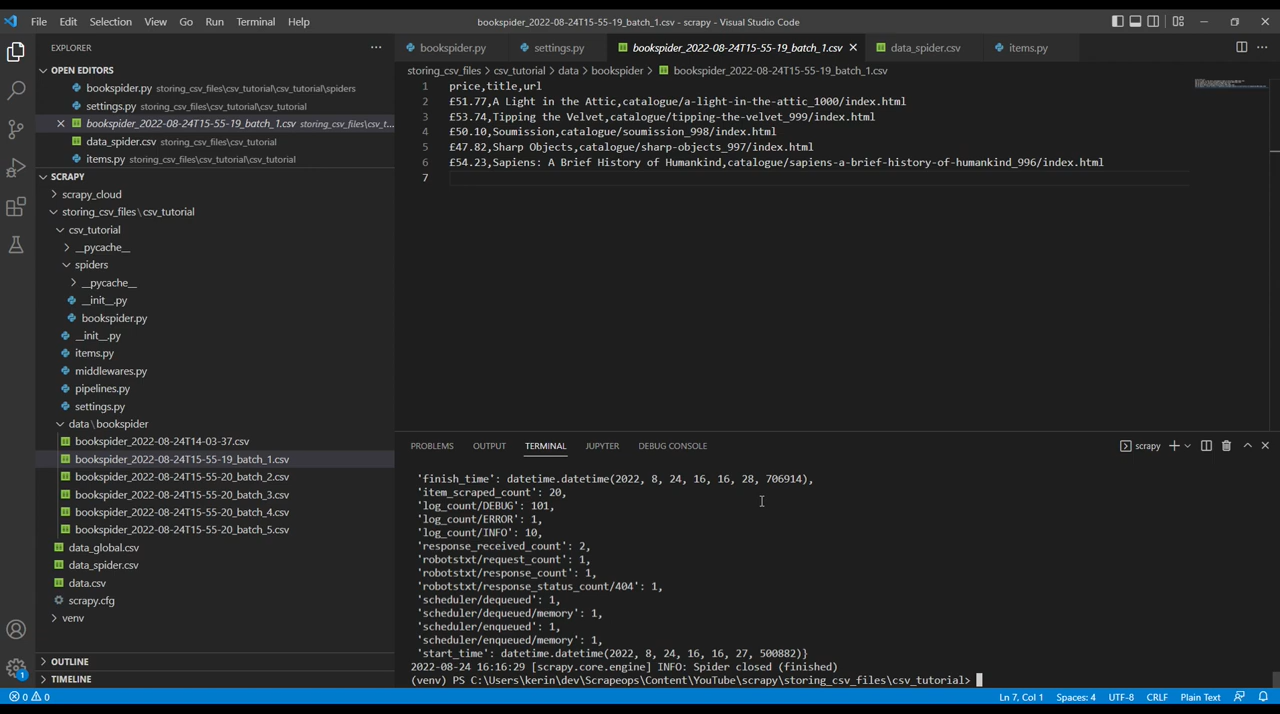 File Edit Selection View Go Run Terminal Help
bookspider_2022-08-24T15-55-19_batch_1.csv - scrapy - Visual Studio Code
EXPLORER
OPEN EDITORS
bookspider.py storing_csv_files\csv_tutorial\csv_tutorial\spiders
settings.py storing_csv_files\csv_tutorial\csv_tutorial
bookspider_2022-08-24T15-55-19_batch_1.csv storing_csv_files\csv_t...
data_spider.csv storing_csv_files\csv_tutorial
items.py storing_csv_files\csv_tutorial\csv_tutorial
SCRAPY
scrapy_cloud
storing_csv_files\csv_tutorial
csv_tutorial
__pycache__
spiders
__pycache__
__init__.py
bookspider.py
__init__.py
items.py
middlewares.py
pipelines.py
settings.py
data\bookspider
bookspider_2022-08-24T14-03-37.csv
bookspider_2022-08-24T15-55-19_batch_1.csv
bookspider_2022-08-24T15-55-20_batch_2.csv
bookspider_2022-08-24T15-55-20_batch_3.csv
bookspider_2022-08-24T15-55-20_batch_4.csv
bookspider_2022-08-24T15-55-20_batch_5.csv
data_global.csv
data_spider.csv
data.csv
scrapy.cfg
venv
OUTLINE
TIMELINE
bookspider.py settings.py bookspider_2022-08-24T15-55-19_batch_1.csv data_spider.csv items.py
storing_csv_files > csv_tutorial > data > bookspider > bookspider_2022-08-24T15-55-19_batch_1.csv
1 price,title,url
2 £51.77,A Light in the Attic,catalogue/a-light-in-the-attic_1000/index.html
3 £53.74,Tipping the Velvet,catalogue/tipping-the-velvet_999/index.html
4 £50.10,Soumission,catalogue/soumission_998/index.html
5 £47.82,Sharp Objects,catalogue/sharp-objects_997/index.html
6 £54.23,Sapiens: A Brief History of Humankind,catalogue/sapiens-a-brief-history-of-humankind_996/index.html
7
PROBLEMS OUTPUT TERMINAL JUPYTER DEBUG CONSOLE
scrapy
'finish_time': datetime.datetime(2022, 8, 24, 16, 16, 28, 706914),
'item_scraped_count': 20,
'log_count/DEBUG': 101,
'log_count/ERROR': 1,
'log_count/INFO': 10,
'response_received_count': 2,
'robotstxt/request_count': 1,
'robotstxt/response_count': 1,
'robotstxt/response_status_count/404': 1,
'scheduler/dequeued': 1,
'scheduler/dequeued/memory': 1,
'scheduler/enqueued': 1,
'scheduler/enqueued/memory': 1,
'start_time': datetime.datetime(2022, 8, 24, 16, 16, 27, 500882)}
2022-08-24 16:16:29 [scrapy.core.engine] INFO: Spider closed (finished)
(venv) PS C:\Users\kerin\dev\Scrapeops\Content\YouTube\scrapy\storing_csv_files\csv_tutorial>
1
0 0 Ln 7, Col 1 Spaces: 4 UTF-8 CRLF Plain Text